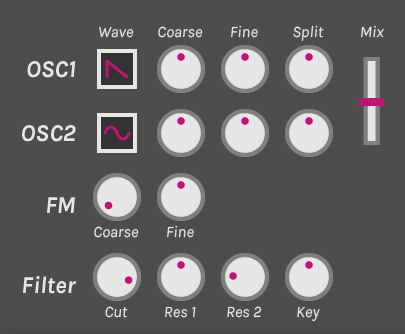 Wave Coarse Fine Split Mix
OSC1
OSC2
FM
Coarse Fine
Filter
Cut Res 1 Res 2 Key